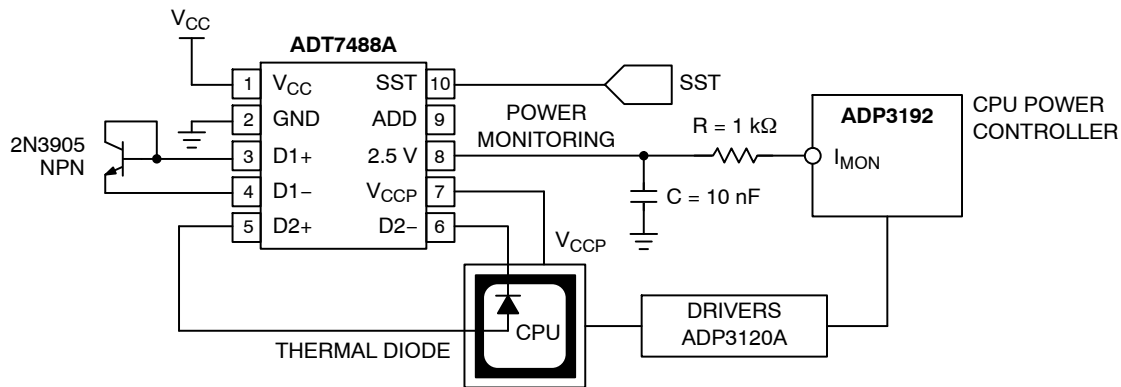 V_CC
ADT7488A
1 V_CC SST 10
2 GND ADD 9
3 D1+ 2.5 V 8
4 D1− V_CCP 7
5 D2+ D2− 6
2N3905
NPN
SST
POWER
MONITORING
R = 1 kΩ
C = 10 nF
ADP3192
I_MON
CPU POWER
CONTROLLER
V_CCP
CPU
THERMAL DIODE
DRIVERS
ADP3120A